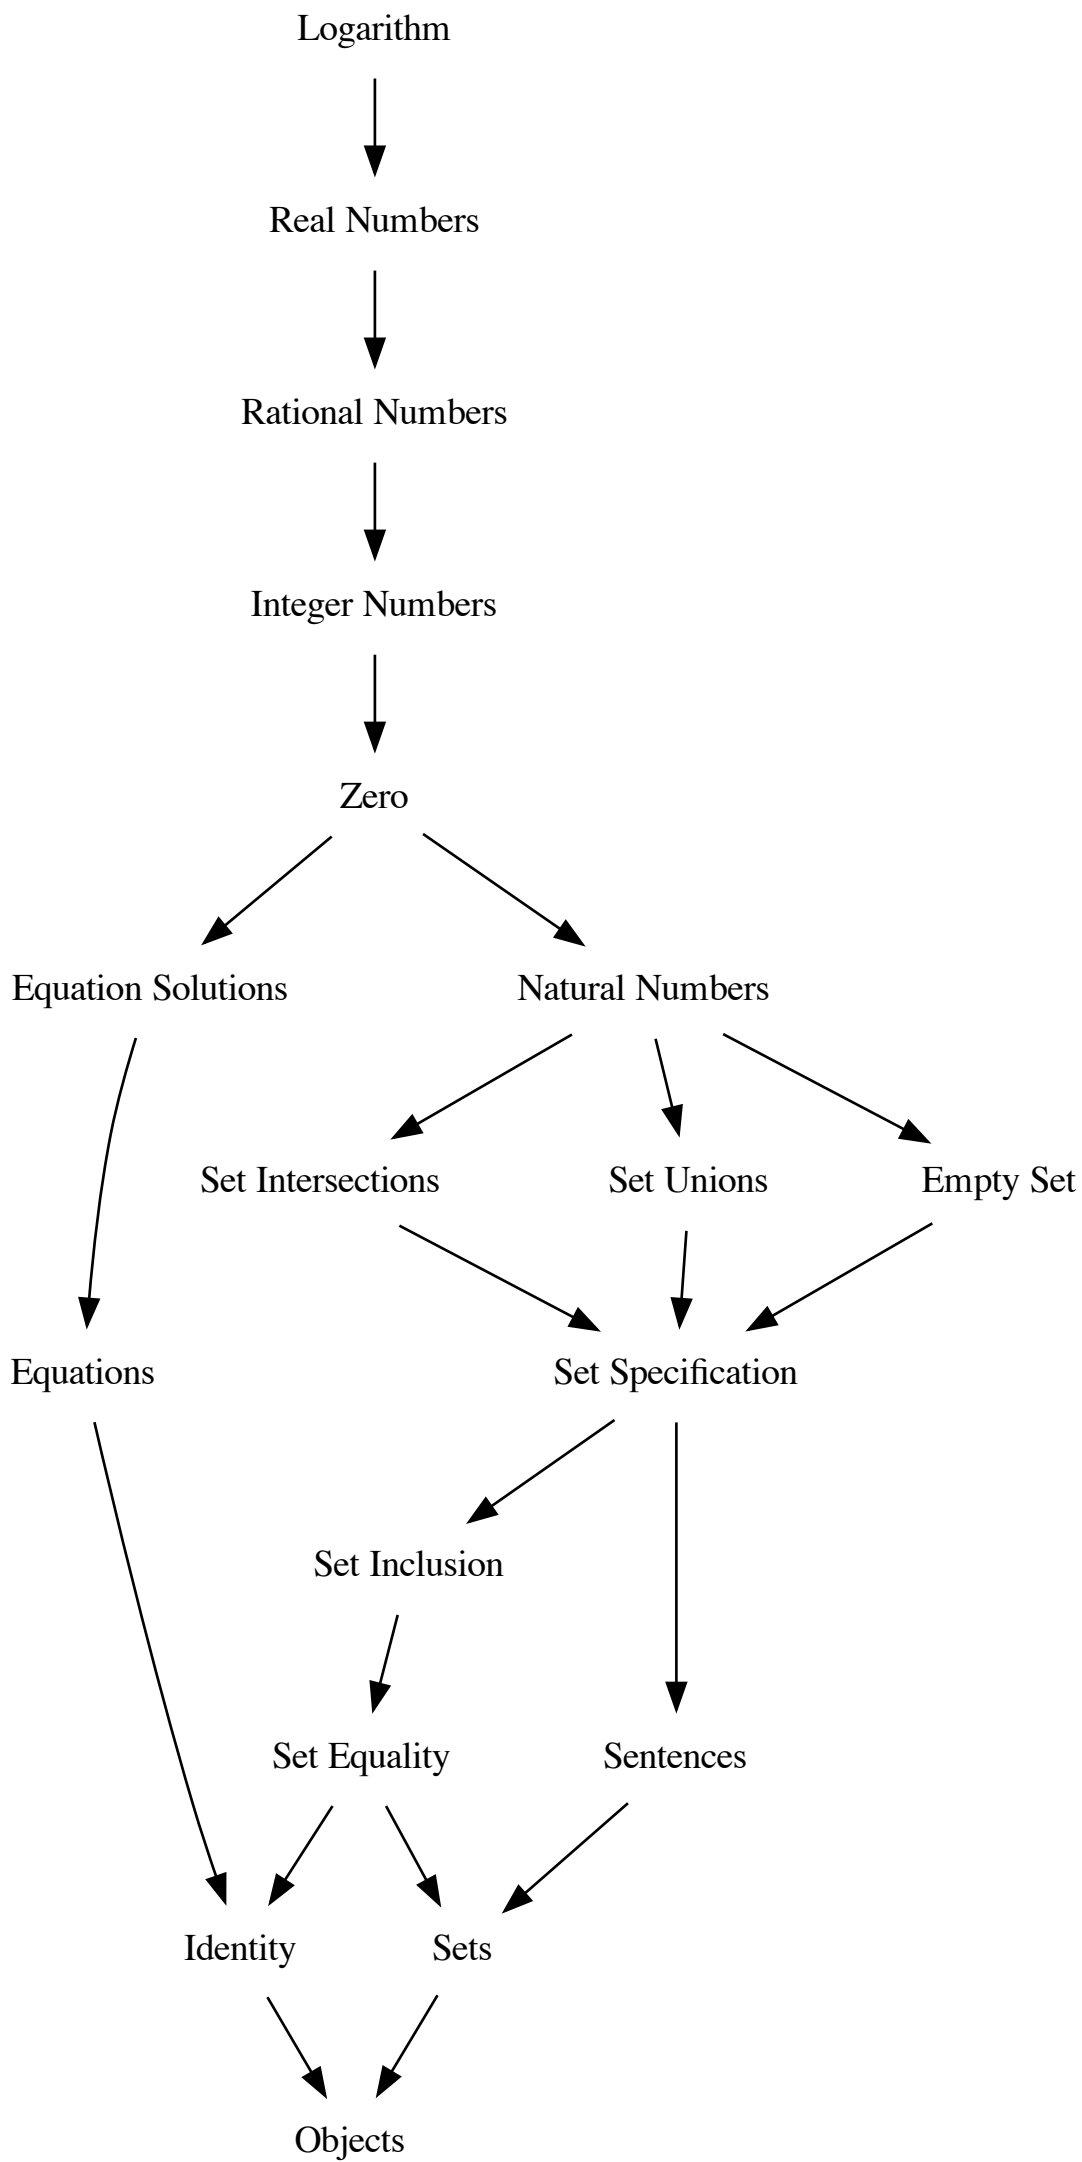 Logarithm
Real Numbers
Rational Numbers
Integer Numbers
Zero
Equation Solutions
Natural Numbers
Set Intersections
Set Unions
Empty Set
Equations
Set Specification
Set Inclusion
Set Equality
Sentences
Identity
Sets
Objects